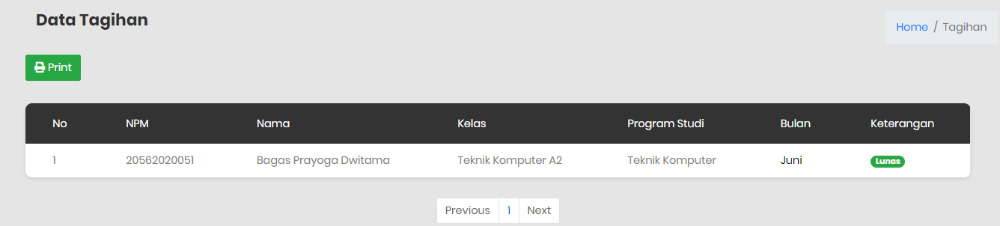 Data Tagihan
Home / Tagihan
Print
No NPM Nama Kelas Program Studi Bulan Keterangan
1 20562020051 Bagas Prayoga Dwitama Teknik Komputer A2 Teknik Komputer Juni Lunas
Previous 1 Next